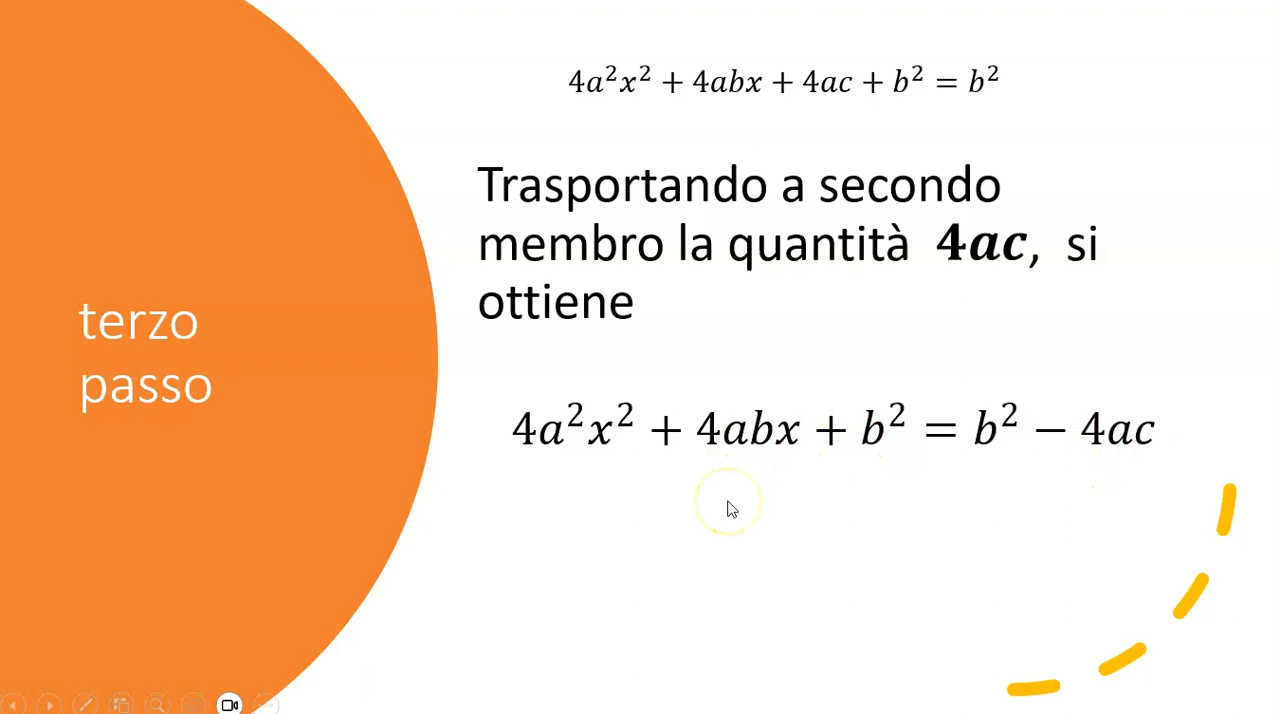 4a²x² + 4abx + 4ac + b² = b²
Trasportando a secondo
membro la quantità 4ac, si
ottiene
terzo
passo
4a²x² + 4abx + b² = b² − 4ac